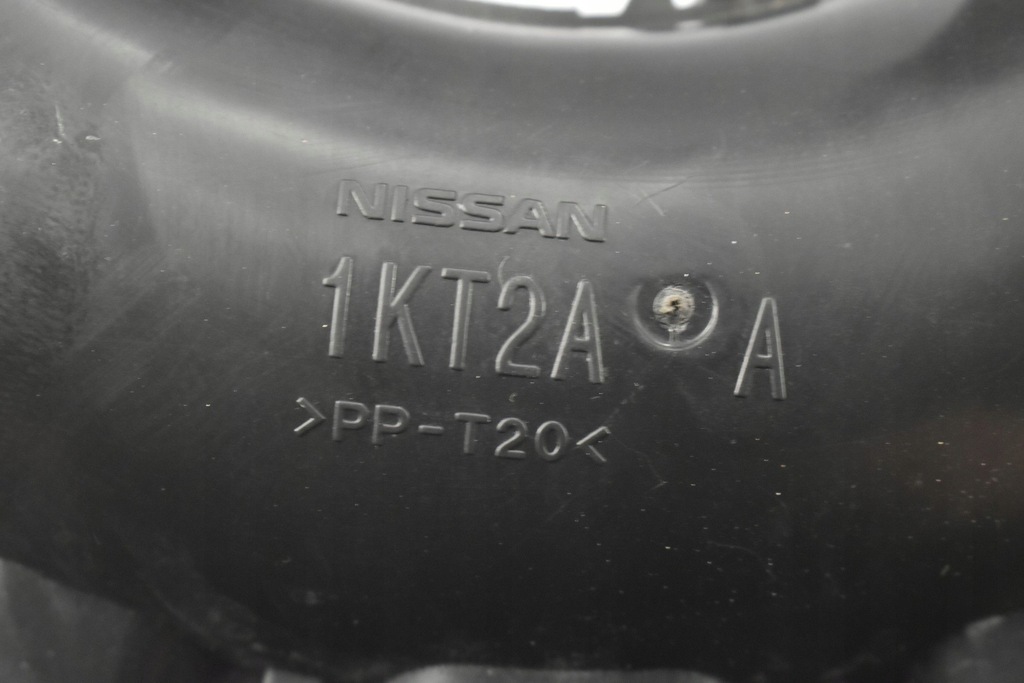 NISSAN
1KT2A A
>PP-T20<